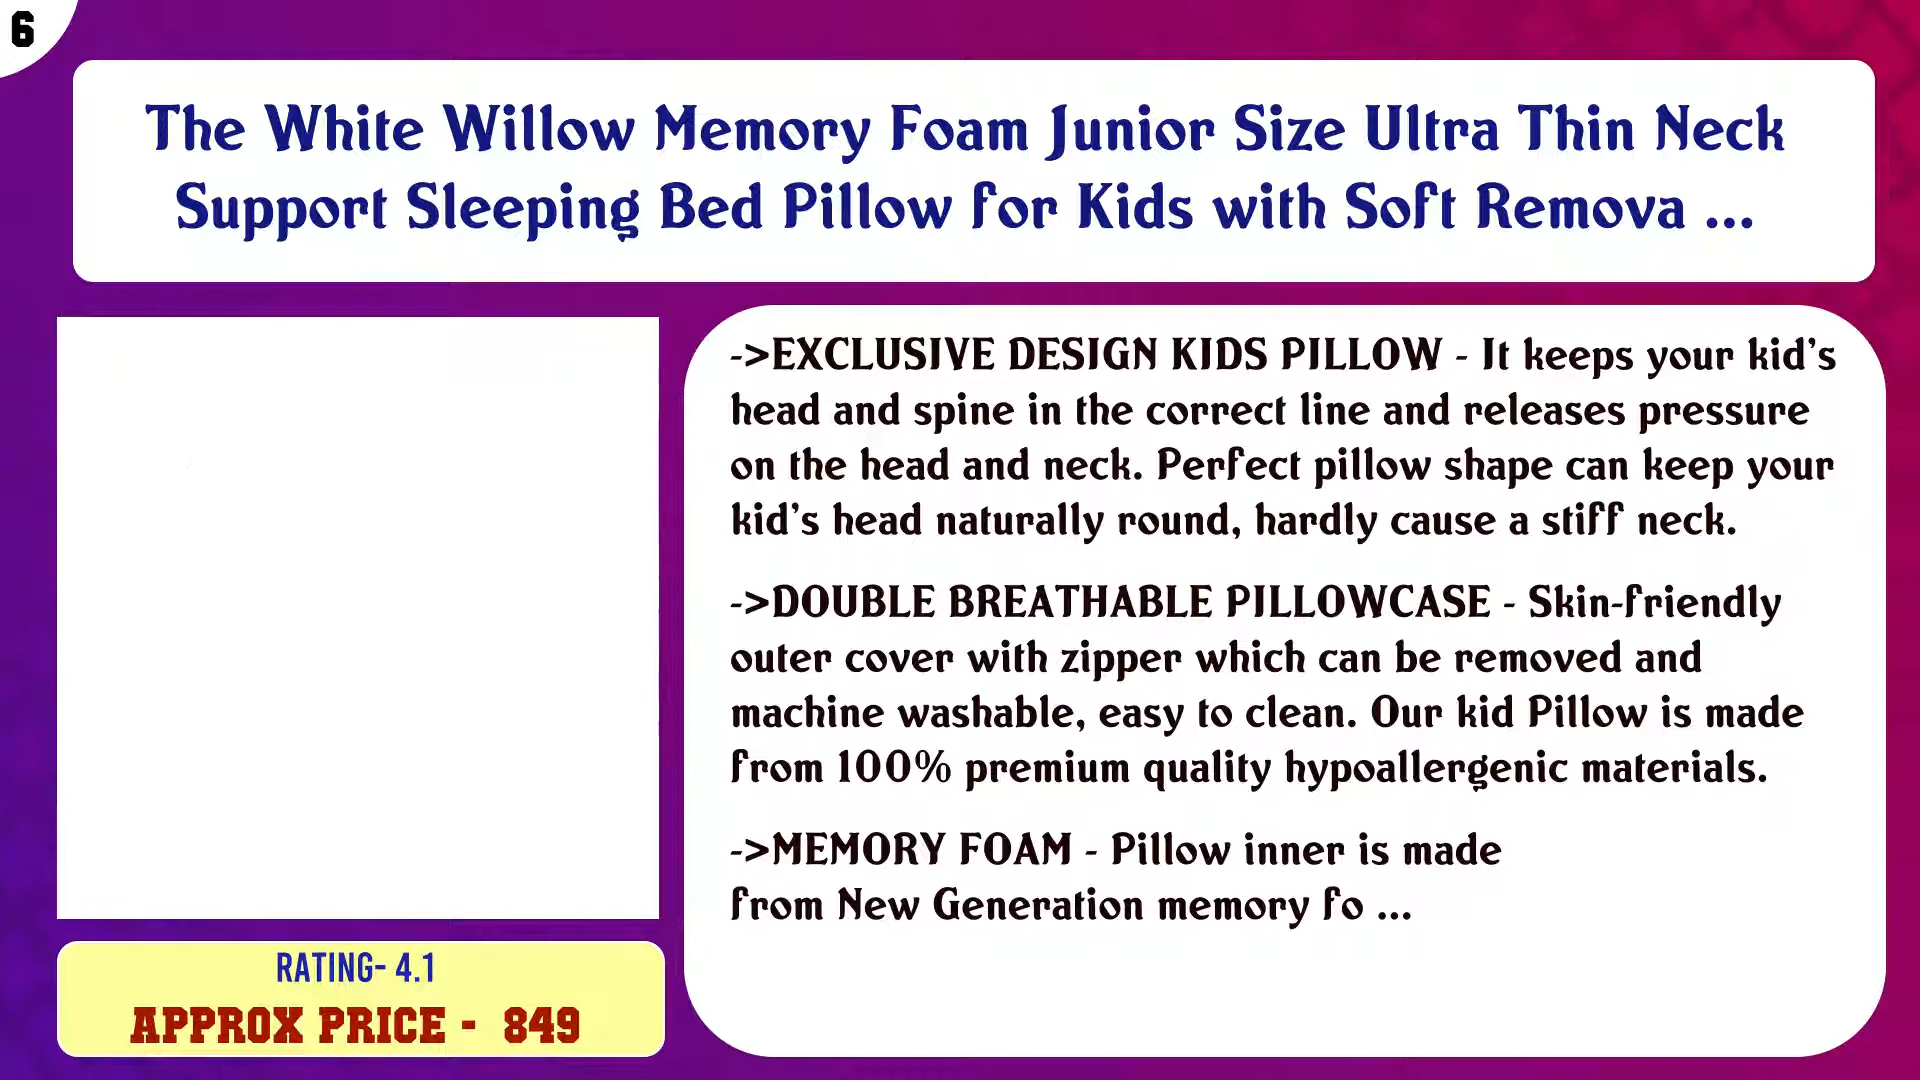 6
The White Willow Memory Foam Junior Size Ultra Thin Neck
Support Sleeping Bed Pillow for Kids with Soft Remova ...
->EXCLUSIVE DESIGN KIDS PILLOW - It keeps your kid's
head and spine in the correct line and releases pressure
on the head and neck. Perfect pillow shape can keep your
kid's head naturally round, hardly cause a stiff neck.
->DOUBLE BREATHABLE PILLOWCASE - Skin-friendly
outer cover with zipper which can be removed and
machine washable, easy to clean. Our kid Pillow is made
from 100% premium quality hypoallergenic materials.
->MEMORY FOAM - Pillow inner is made
from New Generation memory fo ...
RATING- 4.1
APPROX PRICE - 849